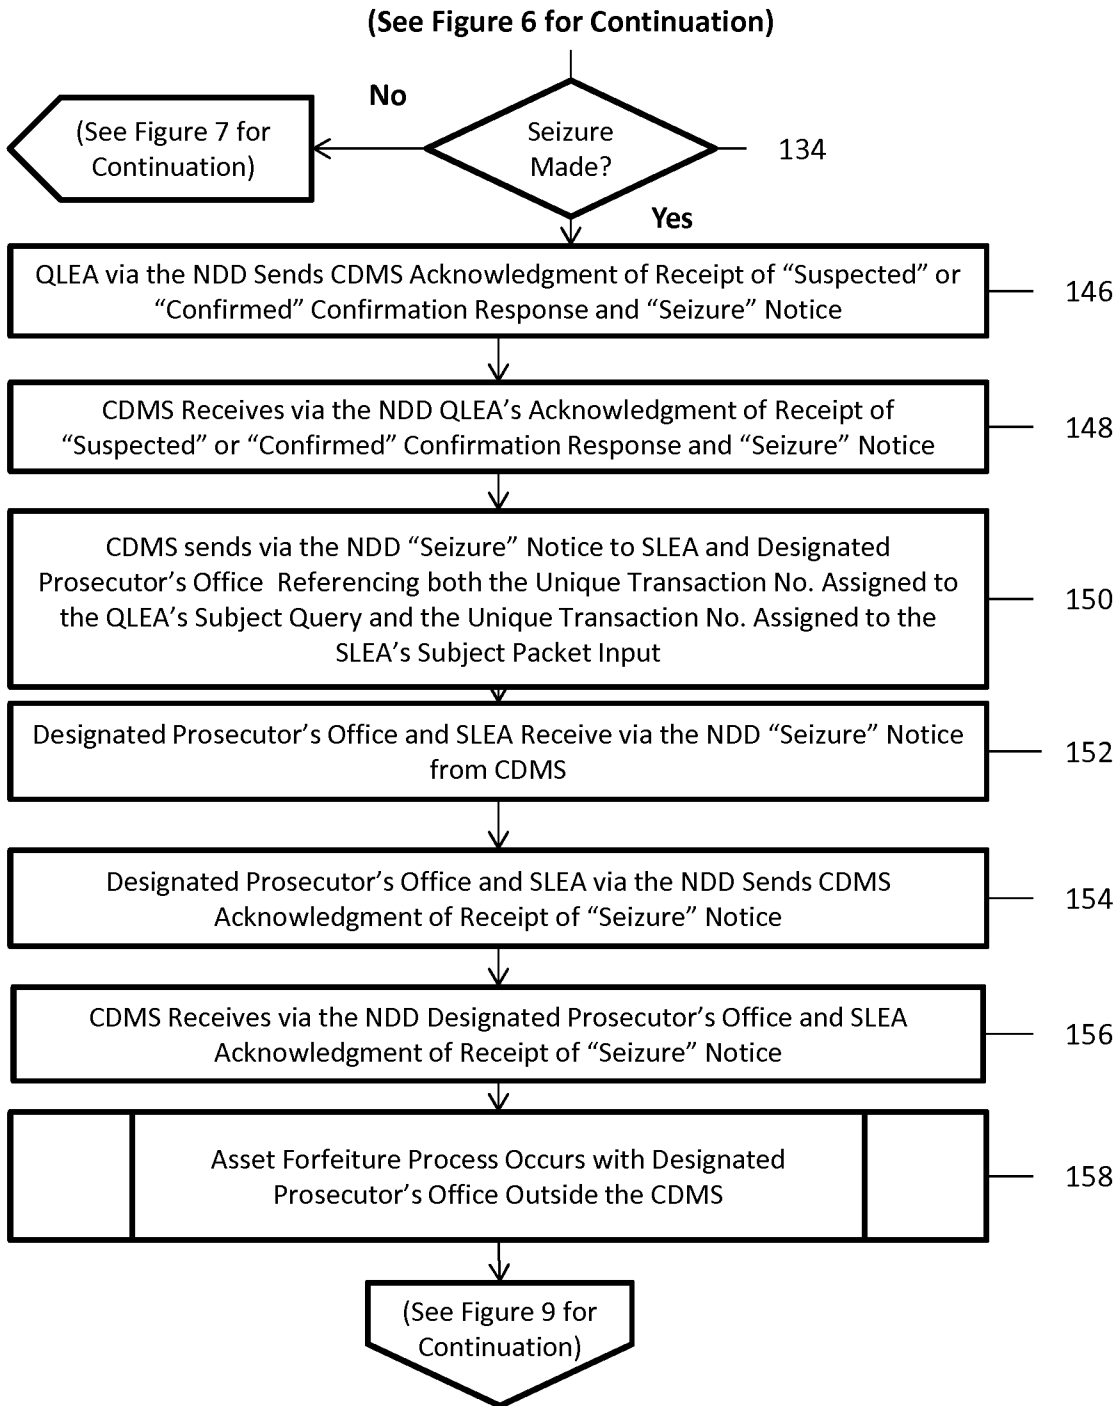 (See Figure 6 for Continuation)
No
(See Figure 7 for
Continuation)
Seizure
Made?
134
Yes
QLEA via the NDD Sends CDMS Acknowledgment of Receipt of “Suspected” or
“Confirmed” Confirmation Response and “Seizure” Notice
146
CDMS Receives via the NDD QLEA’s Acknowledgment of Receipt of
“Suspected” or “Confirmed” Confirmation Response and “Seizure” Notice
148
CDMS sends via the NDD “Seizure” Notice to SLEA and Designated
Prosecutor’s Office Referencing both the Unique Transaction No. Assigned to
the QLEA’s Subject Query and the Unique Transaction No. Assigned to the
SLEA’s Subject Packet Input
150
Designated Prosecutor’s Office and SLEA Receive via the NDD “Seizure” Notice
from CDMS
152
Designated Prosecutor’s Office and SLEA via the NDD Sends CDMS
Acknowledgment of Receipt of “Seizure” Notice
154
CDMS Receives via the NDD Designated Prosecutor’s Office and SLEA
Acknowledgment of Receipt of “Seizure” Notice
156
Asset Forfeiture Process Occurs with Designated
Prosecutor’s Office Outside the CDMS
158
(See Figure 9 for
Continuation)